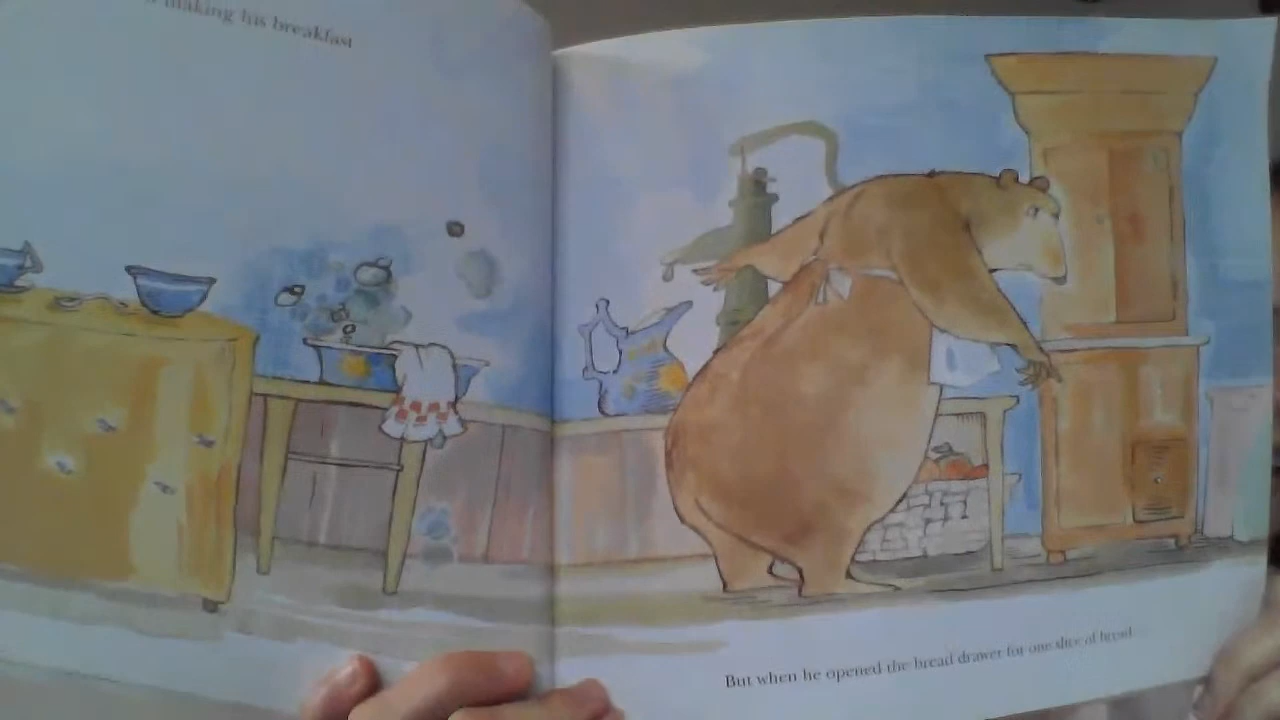 making his breakfast
But when he opened the bread drawer for one slice of bread